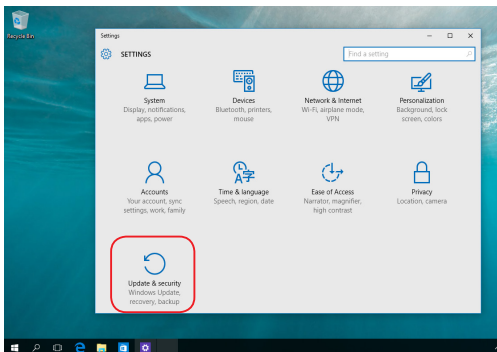 Recycle Bin
Settings
SETTINGS
Find a setting
System
Display, notifications,
apps, power
Devices
Bluetooth, printers,
mouse
Network & Internet
Wi-Fi, airplane mode,
VPN
Personalization
Background, lock
screen, colors
Accounts
Your account, sync
settings, work, family
Time & language
Speech, region, date
Ease of Access
Narrator, magnifier,
high contrast
Privacy
Location, camera
Update & security
Windows Update,
recovery, backup